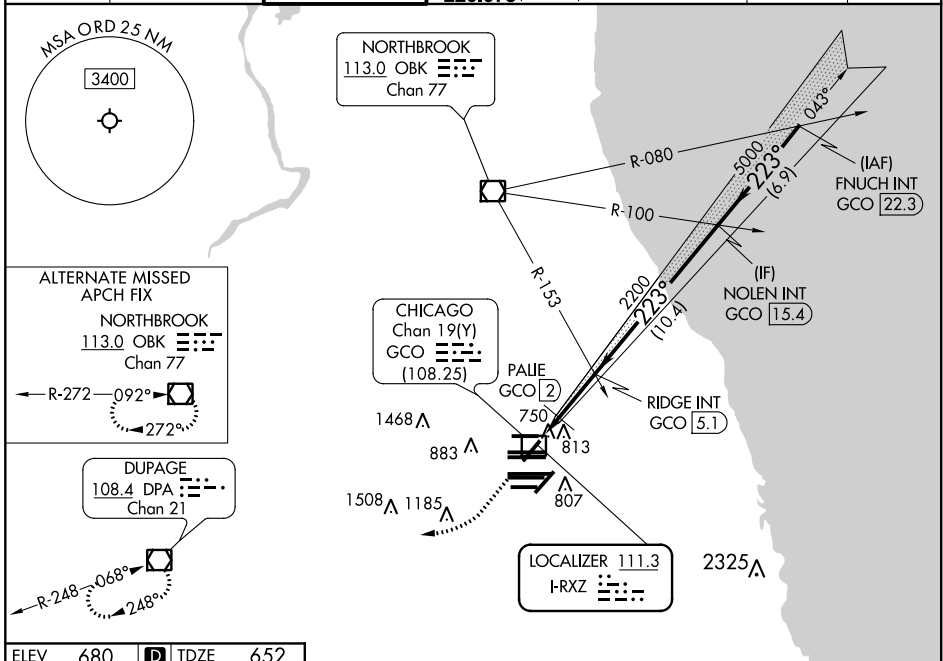 MSA ORD 25 NM
3400
NORTHBROOK
113.0 OBK
Chan 77
043°
R-080
5000
223°
(6.9)
(IAF)
FNUCH INT
GCO 22.3
R-100
(IF)
NOLEN INT
GCO 15.4
R-153
2200
223°
(10.4)
ALTERNATE MISSED
APCH FIX
NORTHBROOK
113.0 OBK
Chan 77
R-272
092°
272°
CHICAGO
Chan 19(Y)
GCO
(108.25)
PALIE
GCO 2
RIDGE INT
GCO 5.1
750
813
1468
883
1508
1185
807
DUPAGE
108.4 DPA
Chan 21
R-248
068°
248°
LOCALIZER 111.3
I-RXZ
2325
ELEV 680 D TDZE 652